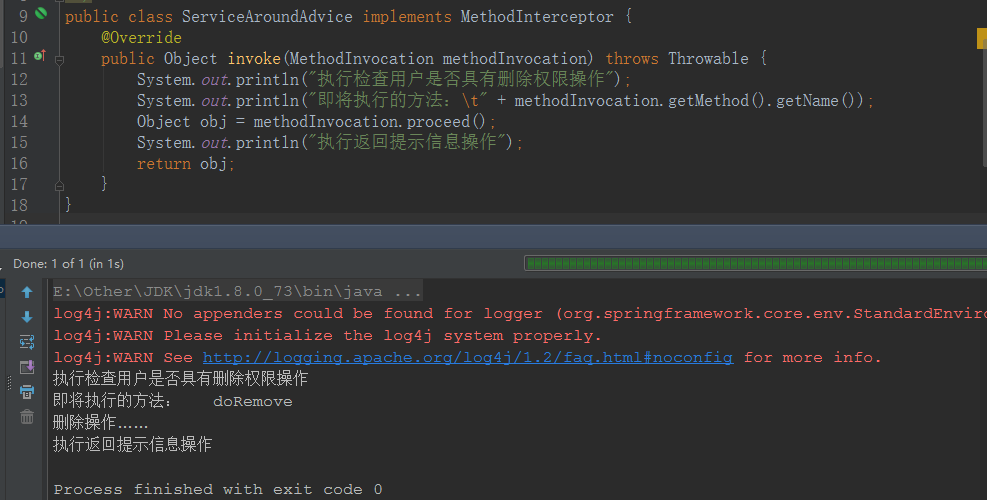 9 public class ServiceAroundAdvice implements MethodInterceptor {
10 @Override
11 public Object invoke(MethodInvocation methodInvocation) throws Throwable {
12 System.out.println("执行检查用户是否具有删除权限操作");
13 System.out.println("即将执行的方法：\t" + methodInvocation.getMethod().getName());
14 Object obj = methodInvocation.proceed();
15 System.out.println("执行返回提示信息操作");
16 return obj;
17 }
18 }
Done: 1 of 1 (in 1s)
E:\Other\JDK\jdk1.8.0_73\bin\java ...
log4j:WARN No appenders could be found for logger (org.springframework.core.env.StandardEnviro
log4j:WARN Please initialize the log4j system properly.
log4j:WARN See http://logging.apache.org/log4j/1.2/faq.html#noconfig for more info.
执行检查用户是否具有删除权限操作
即将执行的方法： doRemove
删除操作……
执行返回提示信息操作
Process finished with exit code 0